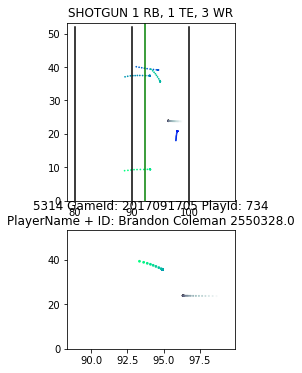 SHOTGUN 1 RB, 1 TE, 3 WR
50
40
30
20
10
0
80 90 100
5314 GameId: 2017091705 PlayId: 734
PlayerName + ID: Brandon Coleman 2550328.0
40
20
0
90.0 92.5 95.0 97.5